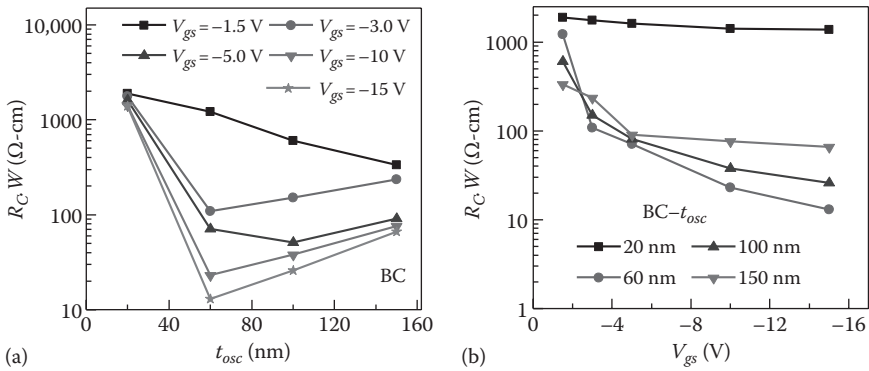 10,000
1000
100
10
R_C. W (Ω-cm)
V_gs = −1.5 V
V_gs = −3.0 V
V_gs = −5.0 V
V_gs = −10 V
V_gs = −15 V
BC
0 40 80 120 160
t_osc (nm)
(a)
1000
100
10
1
R_C. W (Ω-cm)
BC−t_osc
20 nm
100 nm
60 nm
150 nm
0 −4 −8 −12 −16
V_gs (V)
(b)